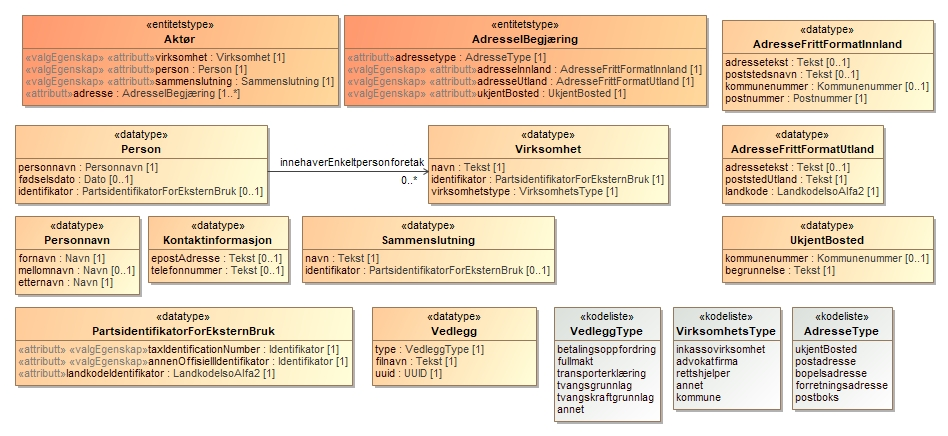 «entitetstype»
Aktør
«valgEgenskap» «attributt»virksomhet : Virksomhet [1]
«valgEgenskap» «attributt»person : Person [1]
«valgEgenskap» «attributt»sammenslutning : Sammenslutning [1]
«attributt»adresse : AdresseIBegjæring [1..*]
«entitetstype»
AdresseIBegjæring
«attributt»adressetype : AdresseType [1]
«valgEgenskap» «attributt»adresseInnland : AdresseFrittFormatInnland [1]
«valgEgenskap» «attributt»adresseUtland : AdresseFrittFormatUtland [1]
«valgEgenskap» «attributt»ukjentBosted : UkjentBosted [1]
«datatype»
AdresseFrittFormatInnland
adressetekst : Tekst [0..1]
poststedsnavn : Tekst [1]
kommunenummer : Kommunenummer [0..1]
postnummer : Postnummer [1]
«datatype»
Person
personnavn : Personnavn [1]
fødselsdato : Dato [0..1]
identifikator : PartsidentifikatorForEksternBruk [0..1]
innehaverEnkeltpersonforetak
0..*
«datatype»
Virksomhet
navn : Tekst [1]
identifikator : PartsidentifikatorForEksternBruk [1]
virksomhetstype : VirksomhetsType [1]
«datatype»
AdresseFrittFormatUtland
adressetekst : Tekst [0..1]
poststedUtland : Tekst [0..1]
landkode : LandkodeIsoAlfa2 [1]
«datatype»
Personnavn
fornavn : Navn [1]
mellomnavn : Navn [0..1]
etternavn : Navn [1]
«datatype»
Kontaktinformasjon
epostAdresse : Tekst [0..1]
telefonnummer : Tekst [0..1]
«datatype»
Sammenslutning
navn : Tekst [1]
identifikator : PartsidentifikatorForEksternBruk [0..1]
«datatype»
UkjentBosted
kommunenummer : Kommunenummer [0..1]
begrunnelse : Tekst [1]
«datatype»
PartsidentifikatorForEksternBruk
«attributt» «valgEgenskap»taxIdentificationNumber : Identifikator [1]
«attributt» «valgEgenskap»annenOffisiellIdentifikator : Identifikator [1]
«attributt»landkodeIdentifikator : LandkodeIsoAlfa2 [1]
«datatype»
Vedlegg
type : VedleggType [1]
filnavn : Tekst [1]
uuid : UUID [1]
«kodeliste»
VedleggType
betalingsoppfordring
fullmakt
transporterklæring
tvangsgrunnlag
tvangskraftgrunnlag
annet
«kodeliste»
VirksomhetsType
inkassovirksomhet
advokatfirma
rettshjelper
annet
kommune
«kodeliste»
AdresseType
ukjentBosted
postadresse
bopelsadresse
forretningsadresse
postboks